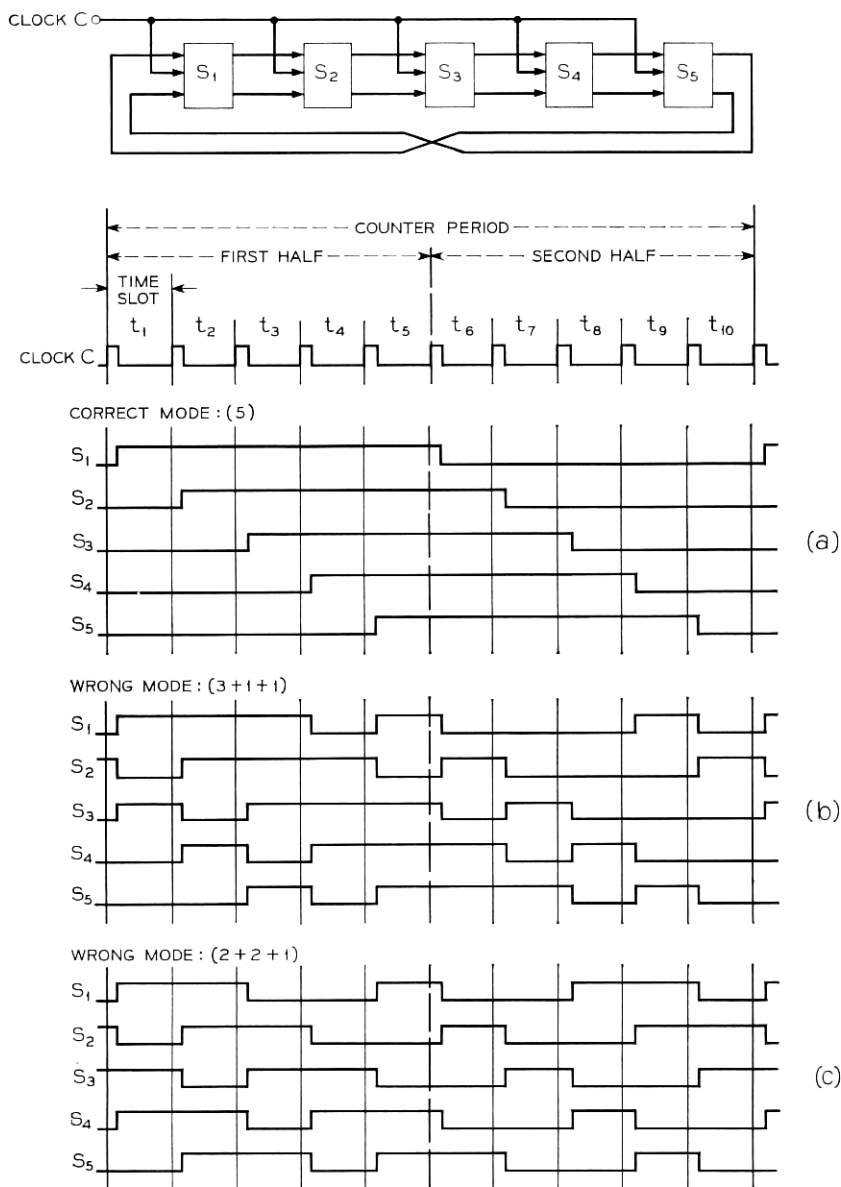 CLOCK C
S1 S2 S3 S4 S5
COUNTER PERIOD
FIRST HALF SECOND HALF
TIME
SLOT
t1 t2 t3 t4 t5 t6 t7 t8 t9 t10
CLOCK C
CORRECT MODE : (5)
S1
S2
S3
(a)
S4
S5
WRONG MODE : (3+1+1)
S1
S2
S3
(b)
S4
S5
WRONG MODE : (2+2+1)
S1
S2
S3
(c)
S4
S5